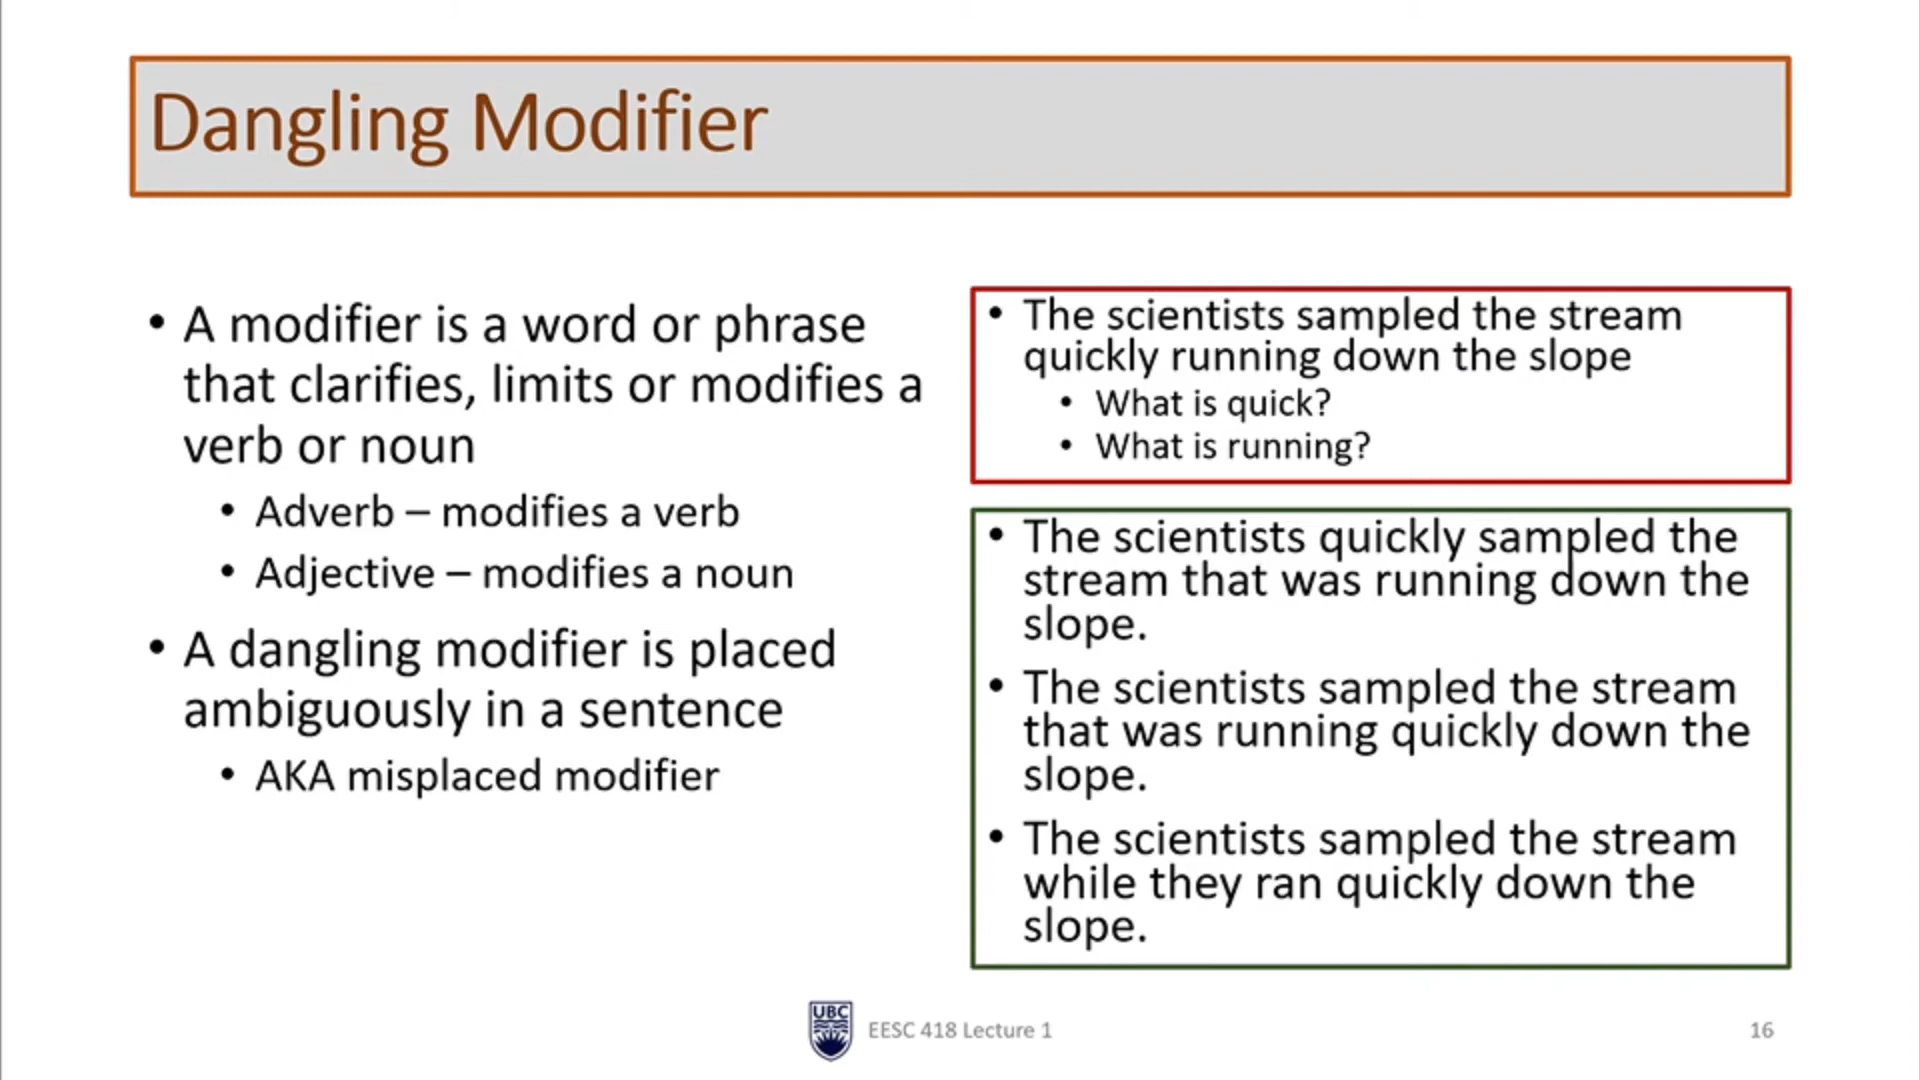 Dangling Modifier
• A modifier is a word or phrase
that clarifies, limits or modifies a
verb or noun
• Adverb – modifies a verb
• Adjective – modifies a noun
• A dangling modifier is placed
ambiguously in a sentence
• AKA misplaced modifier
• The scientists sampled the stream
quickly running down the slope
• What is quick?
• What is running?
• The scientists quickly sampled the
stream that was running down the
slope.
• The scientists sampled the stream
that was running quickly down the
slope.
• The scientists sampled the stream
while they ran quickly down the
slope.
UBC
EESC 418 Lecture 1
16